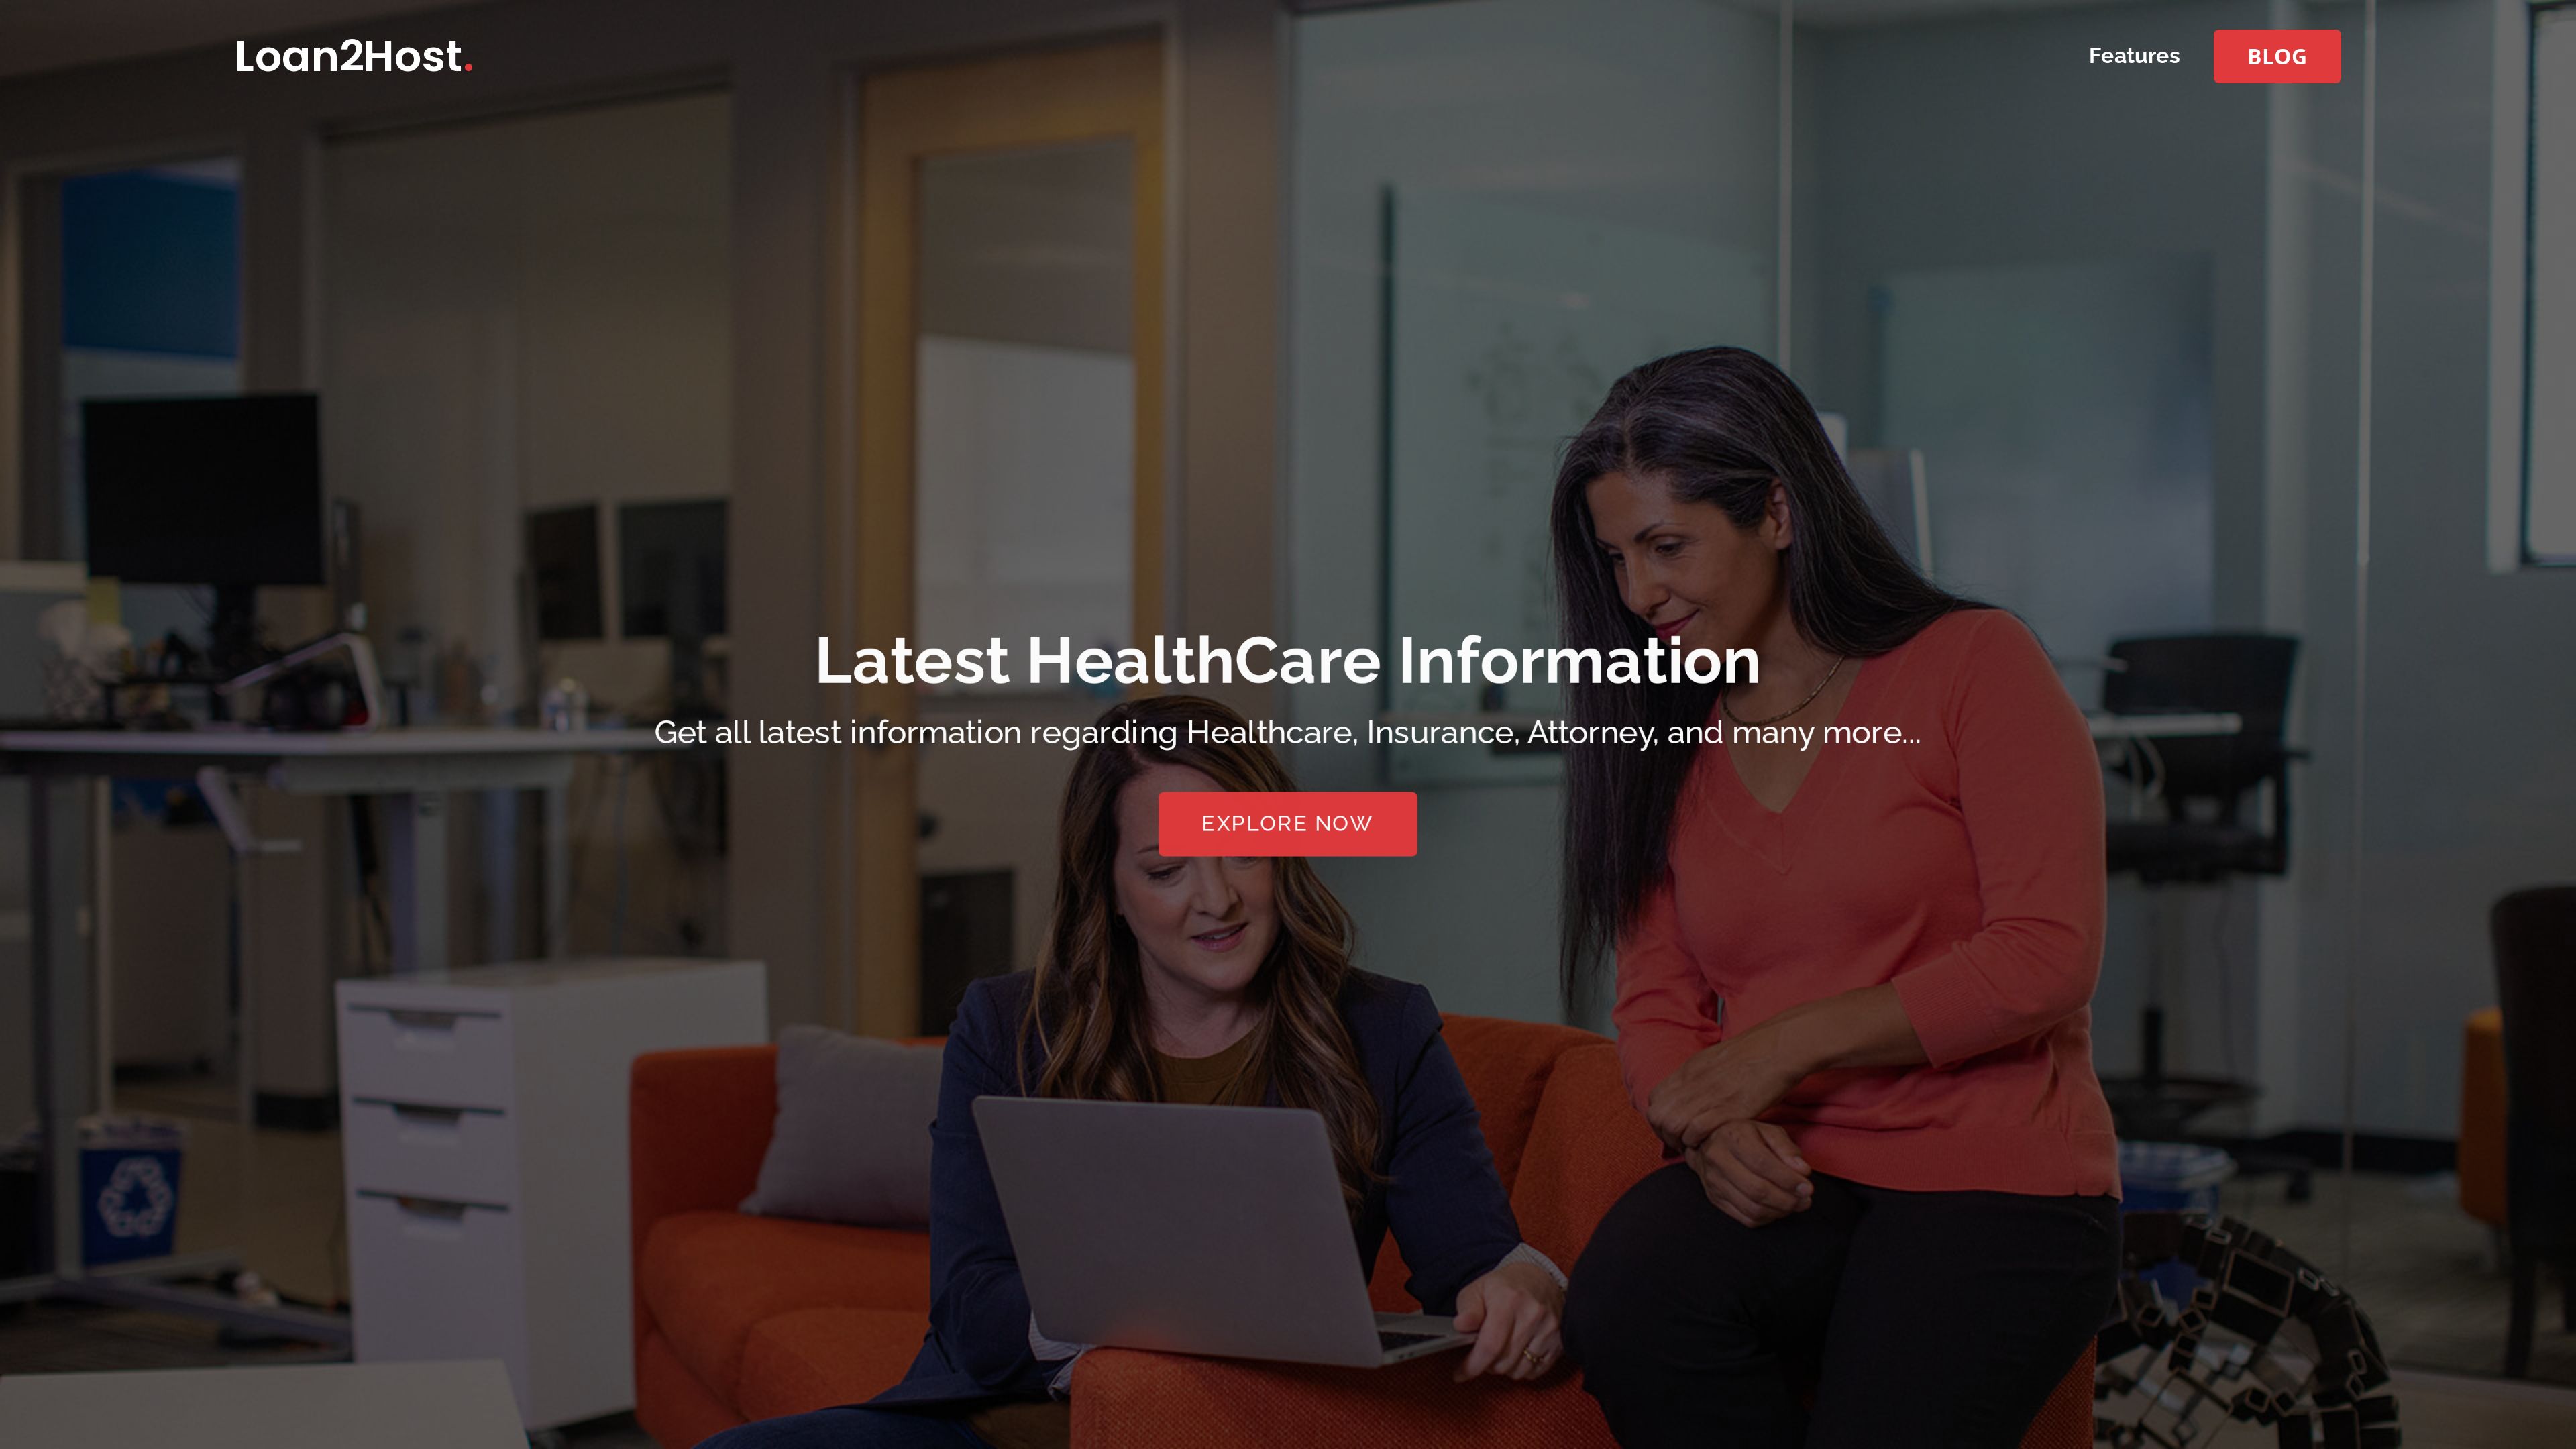 Loan2Host.
Features
BLOG
Latest HealthCare Information
Get all latest information regarding Healthcare, Insurance, Attorney, and many more...
EXPLORE NOW